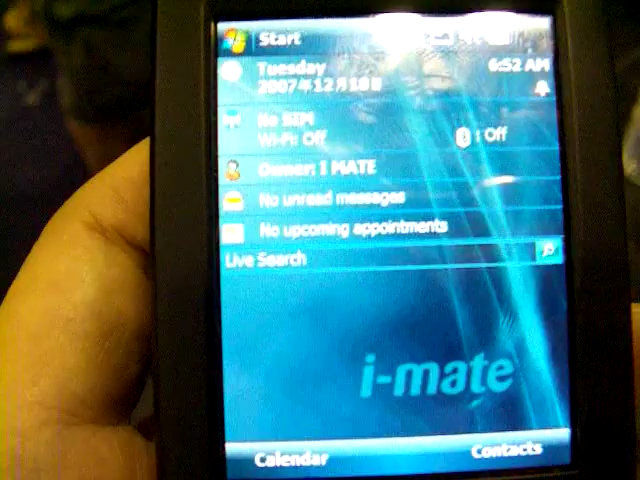 Start
Tuesday
6:52 AM
2007年12月18日
No SIM
Wi-Fi: Off
: Off
Owner: I MATE
No unread messages
No upcoming appointments
Live Search
i-mate
Calendar
Contacts